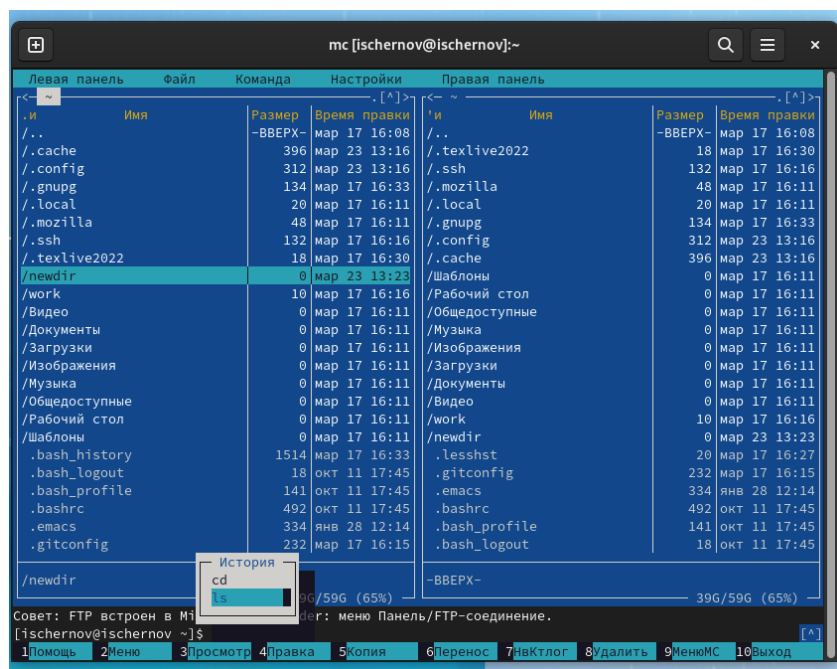 mc [ischernov@ischernov]:~
Левая панель Файл Команда Настройки Правая панель
<— ~ .[^]>
.и Имя Размер Время правки
/.. -ВВЕРХ- мар 17 16:08
/.cache 396 мар 23 13:16
/.config 312 мар 23 13:16
/.gnupg 134 мар 17 16:33
/.local 20 мар 17 16:11
/.mozilla 48 мар 17 16:11
/.ssh 132 мар 17 16:16
/.texlive2022 18 мар 17 16:30
/newdir 0 мар 23 13:23
/work 10 мар 17 16:16
/Видео 0 мар 17 16:11
/Документы 0 мар 17 16:11
/Загрузки 0 мар 17 16:11
/Изображения 0 мар 17 16:11
/Музыка 0 мар 17 16:11
/Общедоступные 0 мар 17 16:11
/Рабочий стол 0 мар 17 16:11
/Шаблоны 0 мар 17 16:11
.bash_history 1514 мар 17 16:33
.bash_logout 18 окт 11 17:45
.bash_profile 141 окт 11 17:45
.bashrc 492 окт 11 17:45
.emacs 334 янв 28 12:14
.gitconfig 232 мар 17 16:15
/newdir
G/59G (65%)
<— ~ .[^]>
'и Имя Размер Время правки
/.. -ВВЕРХ- мар 17 16:08
/.texlive2022 18 мар 17 16:30
/.ssh 132 мар 17 16:16
/.mozilla 48 мар 17 16:11
/.local 20 мар 17 16:11
/.gnupg 134 мар 17 16:33
/.config 312 мар 23 13:16
/.cache 396 мар 23 13:16
/Шаблоны 0 мар 17 16:11
/Рабочий стол 0 мар 17 16:11
/Общедоступные 0 мар 17 16:11
/Музыка 0 мар 17 16:11
/Изображения 0 мар 17 16:11
/Загрузки 0 мар 17 16:11
/Документы 0 мар 17 16:11
/Видео 0 мар 17 16:11
/work 10 мар 17 16:16
/newdir 0 мар 23 13:23
.lesshst 20 мар 17 16:27
.gitconfig 232 мар 17 16:15
.emacs 334 янв 28 12:14
.bashrc 492 окт 11 17:45
.bash_profile 141 окт 11 17:45
.bash_logout 18 окт 11 17:45
-ВВЕРХ-
39G/59G (65%)
История
cd
ls
Совет: FTP встроен в Mi der: меню Панель/FTP-соединение.
[ischernov@ischernov ~]$ [^]
1Помощь 2Меню 3Просмотр 4Правка 5Копия 6Перенос 7НвКтлог 8Удалить 9МенюМС 10Выход